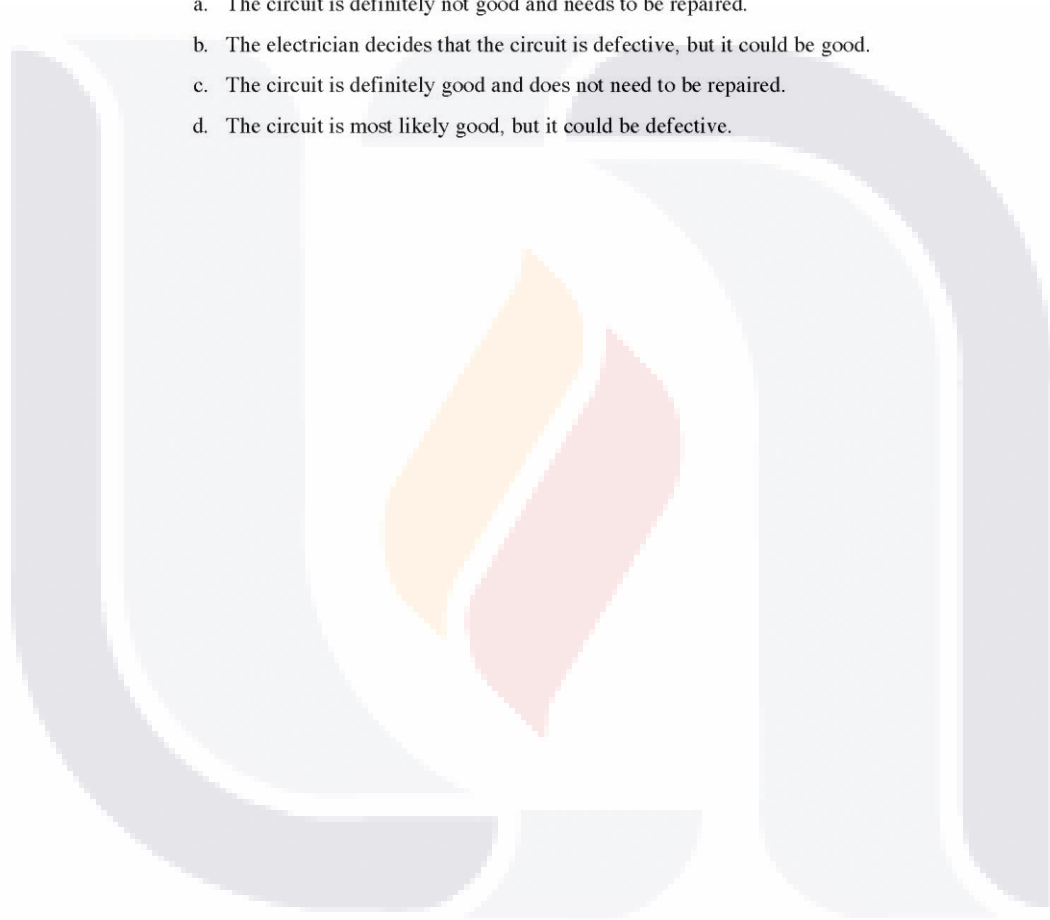 a. The circuit is definitely not good and needs to be repaired.
b. The electrician decides that the circuit is defective, but it could be good.
c. The circuit is definitely good and does not need to be repaired.
d. The circuit is most likely good, but it could be defective.